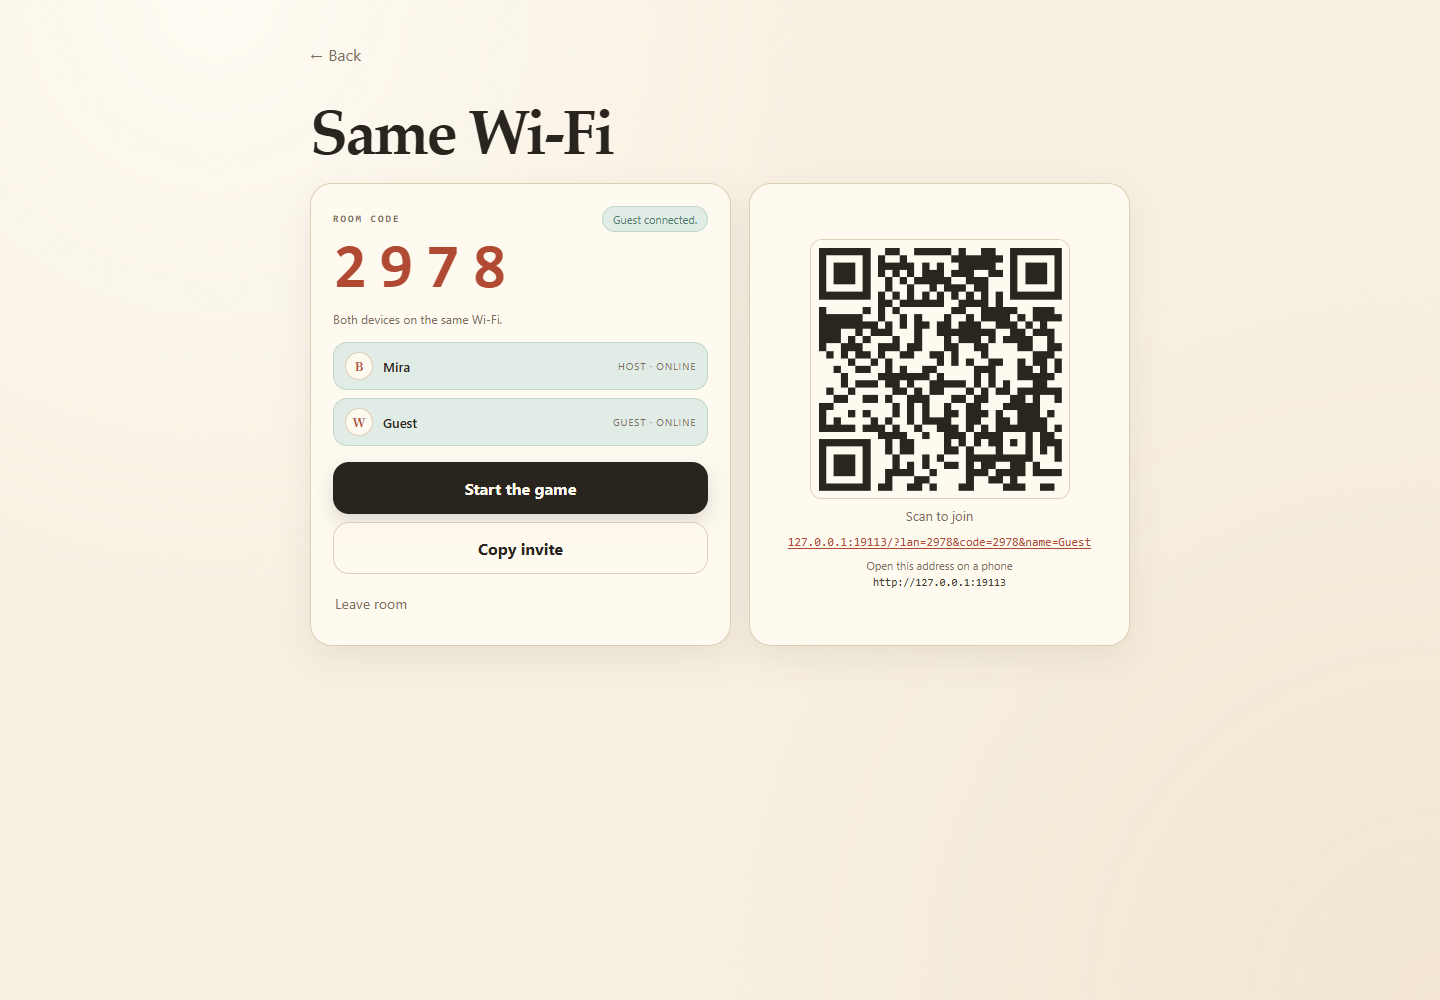 ← Back
Same Wi-Fi
ROOM CODE
Guest connected.
2978
Both devices on the same Wi-Fi.
B Mira HOST · ONLINE
W Guest GUEST · ONLINE
Start the game
Copy invite
Leave room
Scan to join
127.0.0.1:19113/?lan=2978&code=2978&name=Guest
Open this address on a phone
http://127.0.0.1:19113